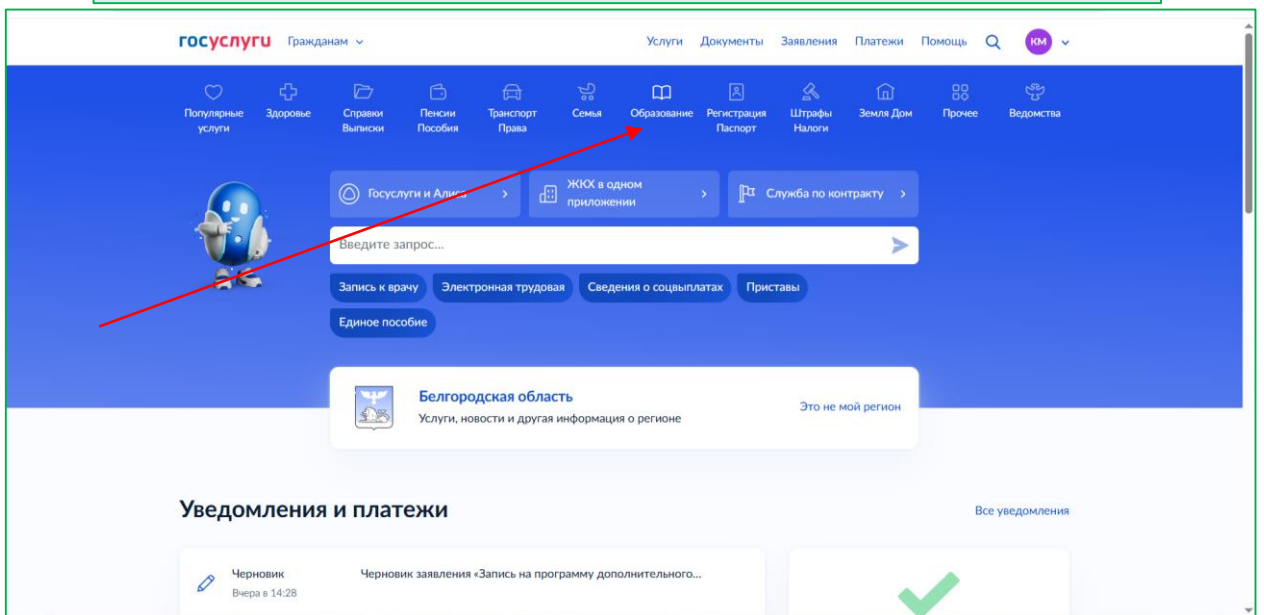 госуслуги Гражданам Услуги Документы Заявления Платежи Помощь КМ
Популярные услуги
Здоровье
Справки Выписки
Пенсии Пособия
Транспорт Права
Семья
Образование
Регистрация Паспорт
Штрафы Налоги
Земля Дом
Прочее
Ведомства
Госуслуги и Алиса
ЖКХ в одном
приложении
Служба по контракту
Введите запрос...
Запись к врачу Электронная трудовая Сведения о соцвыплатах Приставы
Единое пособие
Белгородская область
Услуги, новости и другая информация о регионе
Это не мой регион
Уведомления и платежи
Все уведомления
Черновик Черновик заявления «Запись на программу дополнительного...
Вчера в 14:28